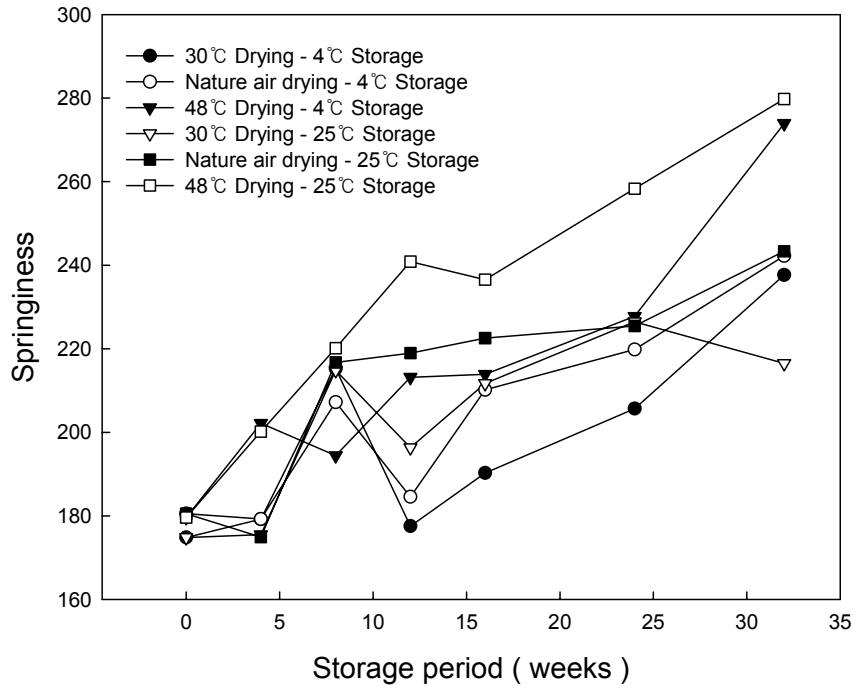 300
280
260
240
220
200
180
160
Springiness
30℃ Drying - 4℃ Storage
Nature air drying - 4℃ Storage
48℃ Drying - 4℃ Storage
30℃ Drying - 25℃ Storage
Nature air drying - 25℃ Storage
48℃ Drying - 25℃ Storage
0 5 10 15 20 25 30 35
Storage period ( weeks )